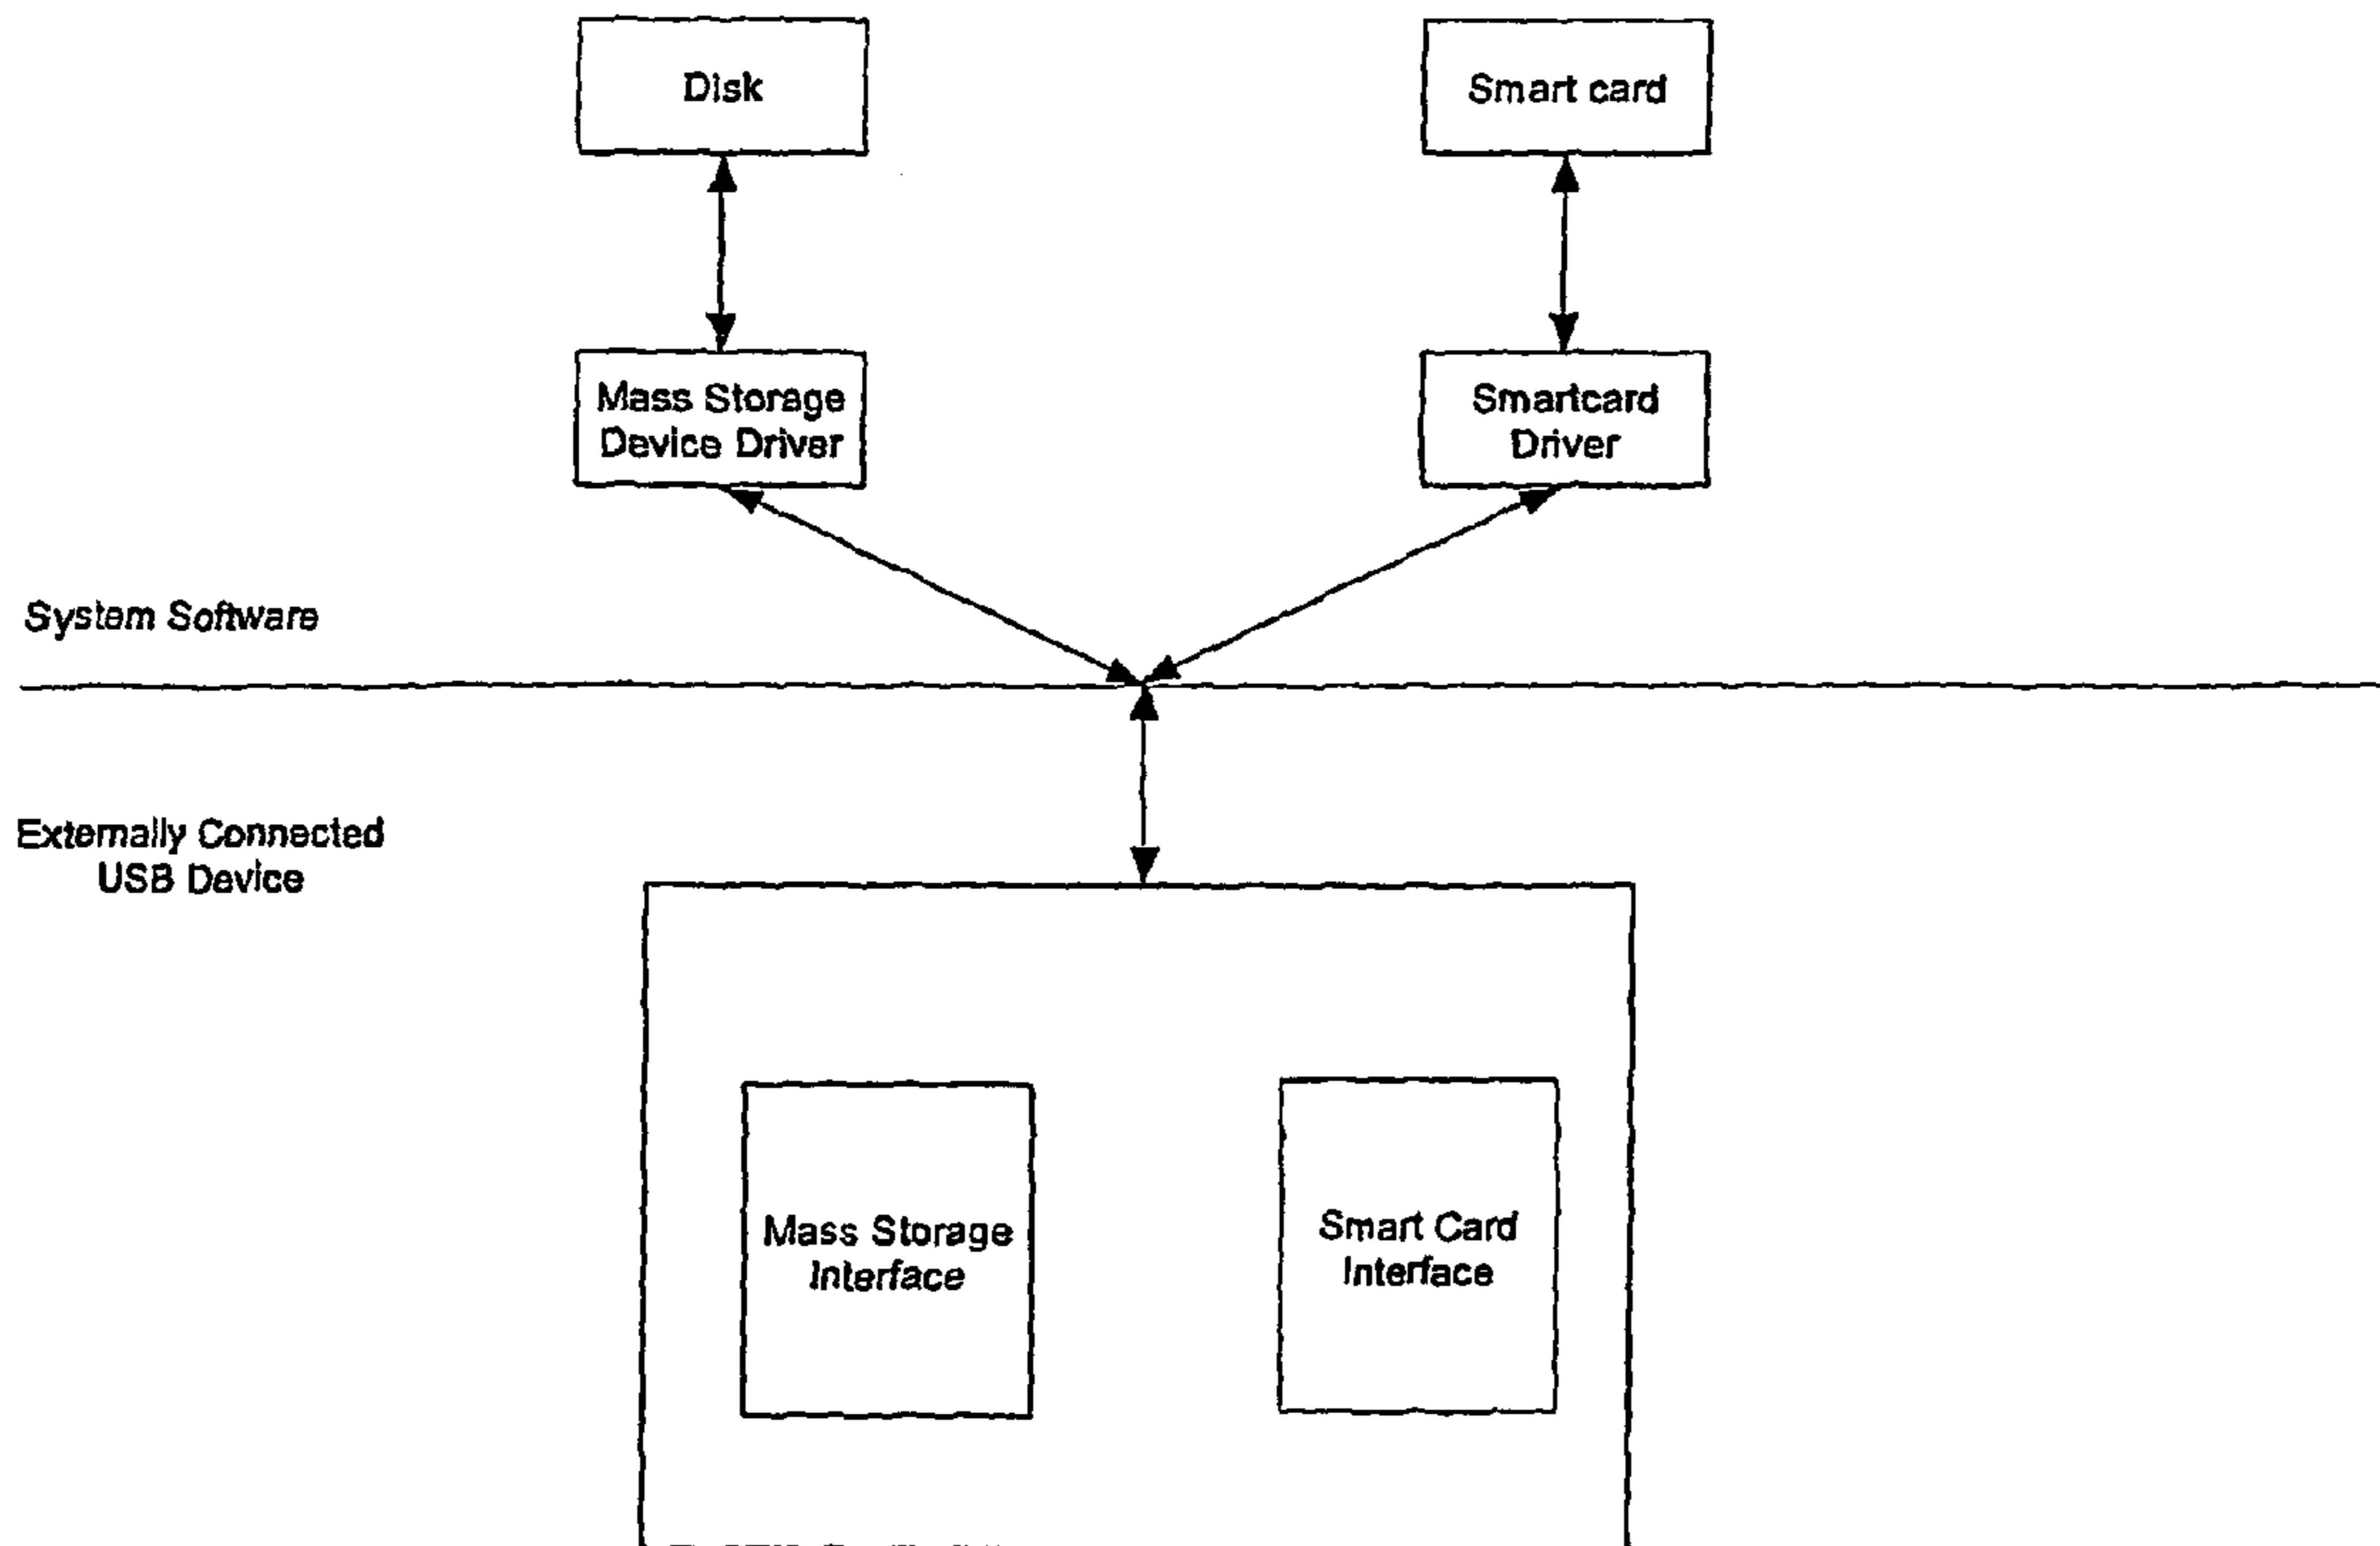 Disk
Smart card
Mass Storage
Device Driver
Smartcard
Driver
System Software
Externally Connected
USB Device
Mass Storage
Interface
Smart Card
Interface